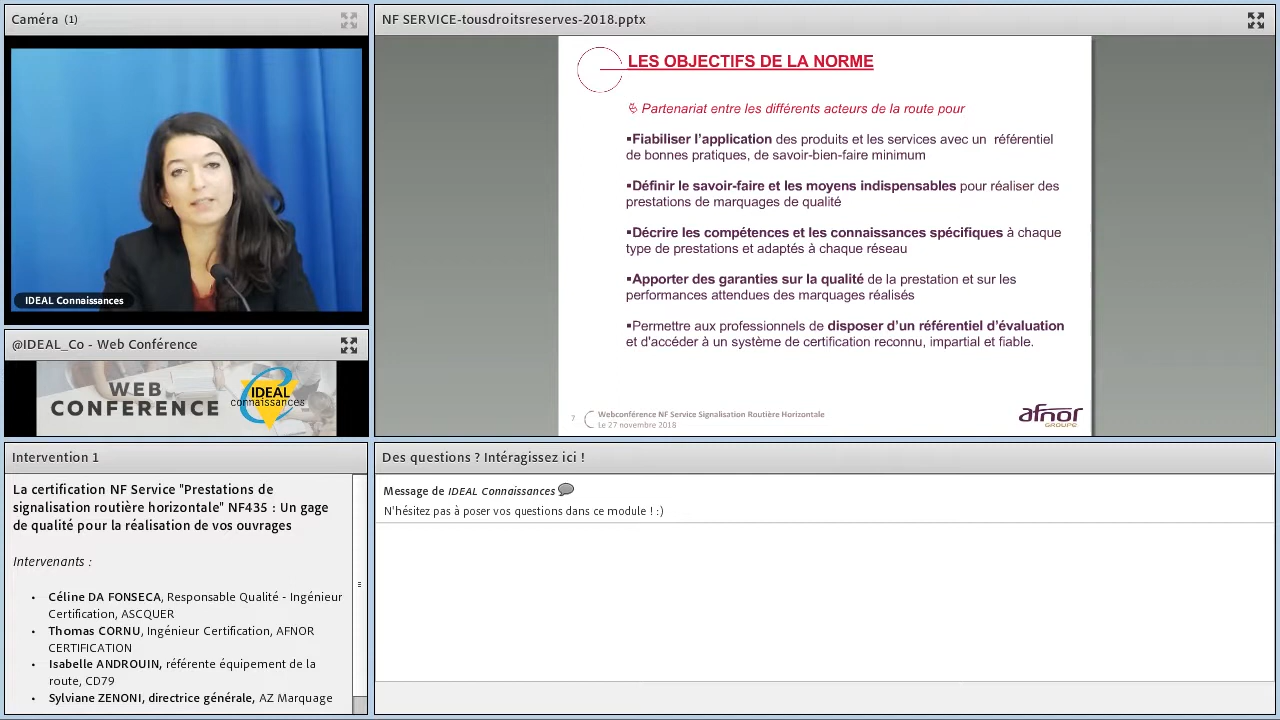 Caméra (1)
IDEAL Connaissances
@IDEAL_Co - Web Conférence
WEB
CONFERENCE
IDEAL
connaissances
Intervention 1
La certification NF Service "Prestations de
signalisation routière horizontale" NF435 : Un gage
de qualité pour la réalisation de vos ouvrages
Intervenants :
• Céline DA FONSECA, Responsable Qualité - Ingénieur
Certification, ASCQUER
• Thomas CORNU, Ingénieur Certification, AFNOR
CERTIFICATION
• Isabelle ANDROUIN, référente équipement de la
route, CD79
• Sylviane ZENONI, directrice générale, AZ Marquage
NF SERVICE-tousdroitsreserves-2018.pptx
LES OBJECTIFS DE LA NORME
Partenariat entre les différents acteurs de la route pour
▪Fiabiliser l'application des produits et les services avec un référentiel
de bonnes pratiques, de savoir-bien-faire minimum
▪Définir le savoir-faire et les moyens indispensables pour réaliser des
prestations de marquages de qualité
▪Décrire les compétences et les connaissances spécifiques à chaque
type de prestations et adaptés à chaque réseau
▪Apporter des garanties sur la qualité de la prestation et sur les
performances attendues des marquages réalisés
▪Permettre aux professionnels de disposer d'un référentiel d'évaluation
et d'accéder à un système de certification reconnu, impartial et fiable.
7
Webconférence NF Service Signalisation Routière Horizontale
Le 27 novembre 2018
afnor
GROUPE
Des questions ? Intéragissez ici !
Message de IDEAL Connaissances
N'hésitez pas à poser vos questions dans ce module ! :)